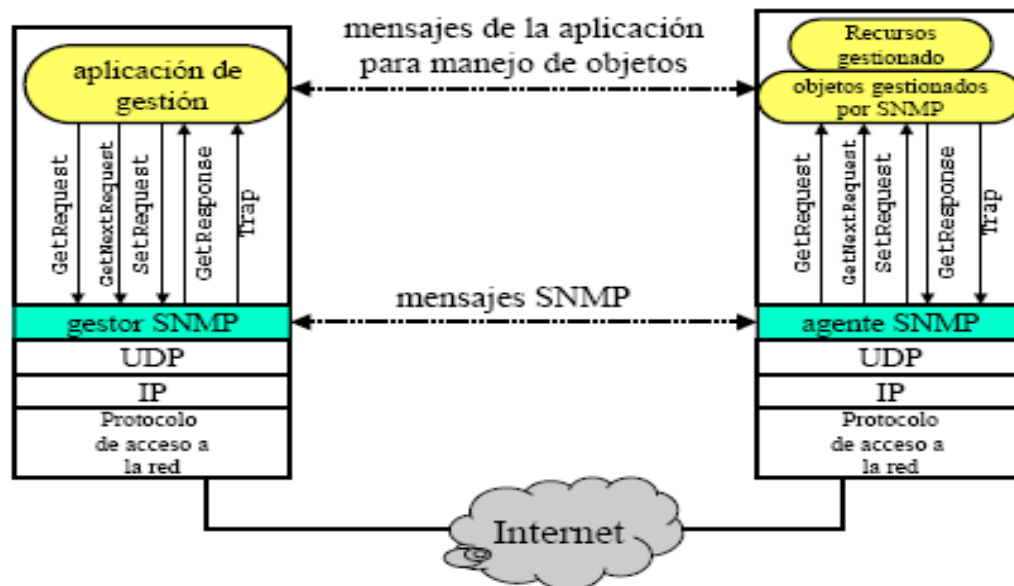 mensajes de la aplicación
para manejo de objetos
aplicación de
gestión
GetRequest
GetNextRequest
SetRequest
GetResponse
Trap
gestor SNMP
UDP
IP
Protocolo
de acceso a
la red
mensajes SNMP
Recursos
gestionado
objetos gestionados
por SNMP
GetRequest
GetNextRequest
SetRequest
GetResponse
Trap
agente SNMP
UDP
IP
Protocolo
de acceso a
la red
Internet